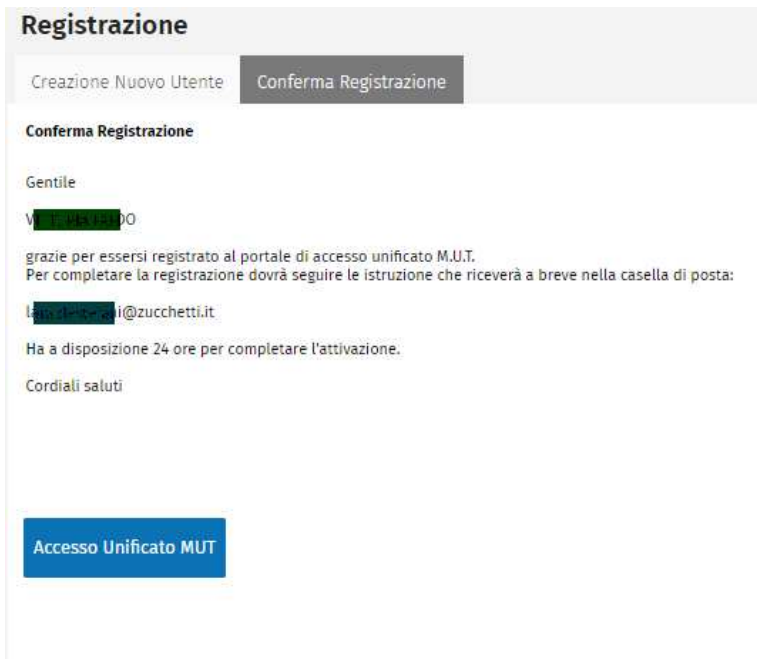 Registrazione
Creazione Nuovo Utente
Conferma Registrazione
Conferma Registrazione
Gentile
grazie per essersi registrato al portale di accesso unificato M.U.T.
Per completare la registrazione dovrà seguire le istruzione che riceverà a breve nella casella di posta:
@zucchetti.it
Ha a disposizione 24 ore per completare l'attivazione.
Cordiali saluti
Accesso Unificato MUT